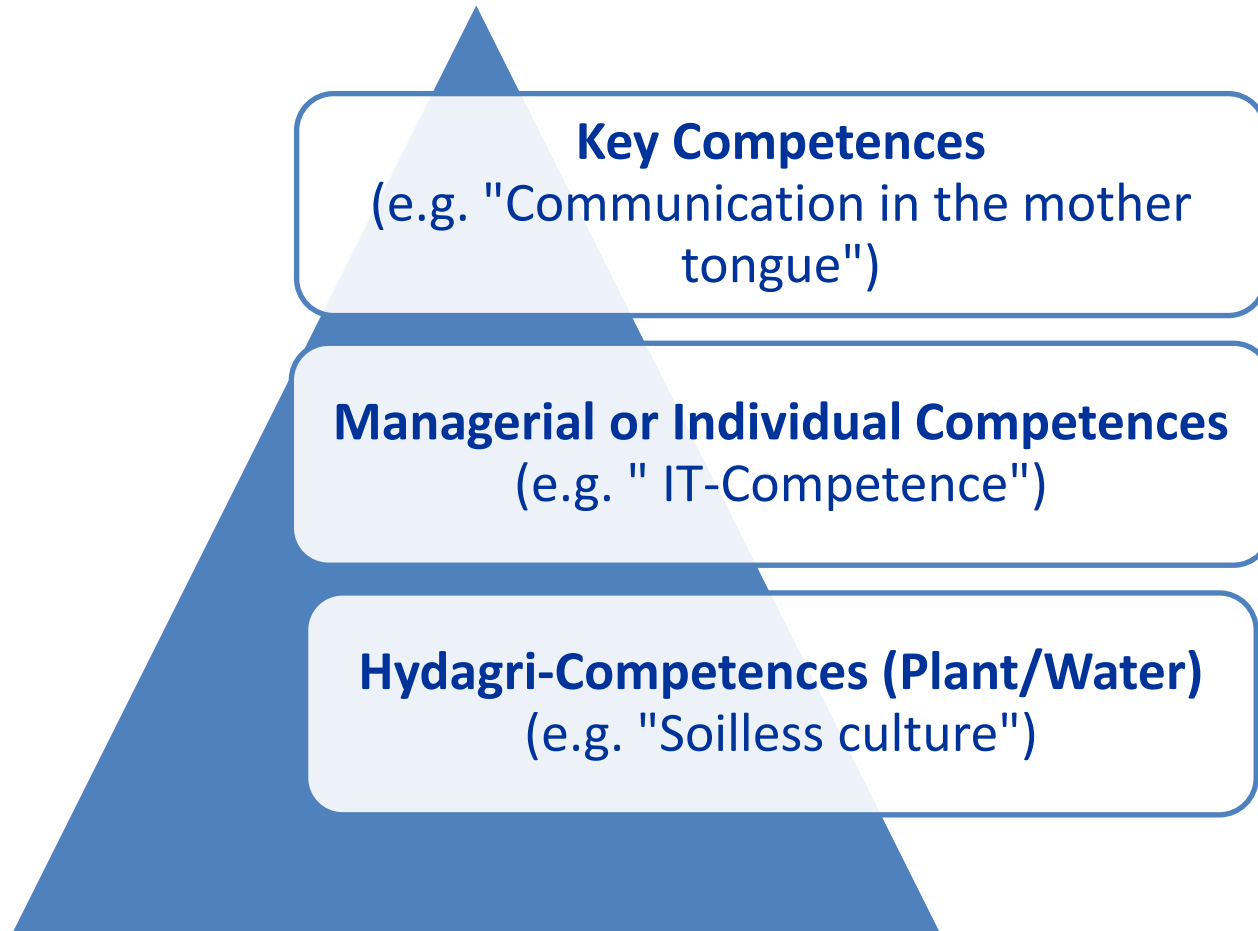 Key Competences
(e.g. "Communication in the mother
tongue")
Managerial or Individual Competences
(e.g. " IT-Competence")
Hydagri-Competences (Plant/Water)
(e.g. "Soilless culture")